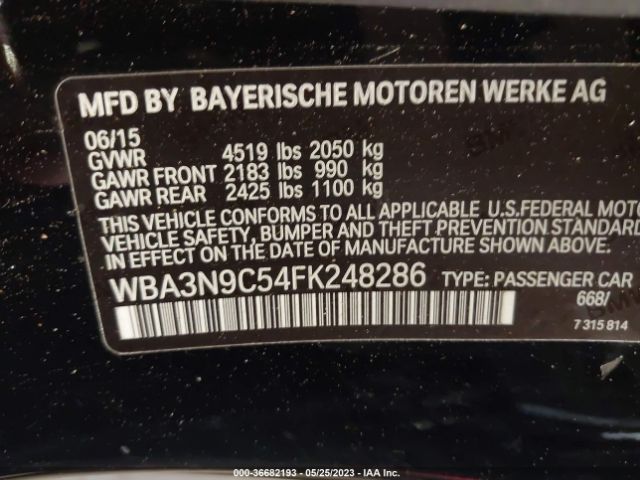 MFD BY BAYERISCHE MOTOREN WERKE AG
06/15
GVWR 4519 lbs 2050 kg
GAWR FRONT 2183 lbs 990 kg
GAWR REAR 2425 lbs 1100 kg
THIS VEHICLE CONFORMS TO ALL APPLICABLE U.S.FEDERAL MOTO
VEHICLE SAFETY, BUMPER AND THEFT PREVENTION STANDARD
IN EFFECT ON THE DATE OF MANUFACTURE SHOWN ABOVE.
WBA3N9C54FK248286 TYPE: PASSENGER CAR
668/
7 315 814
000-36682193 - 05/25/2023 - IAA Inc.